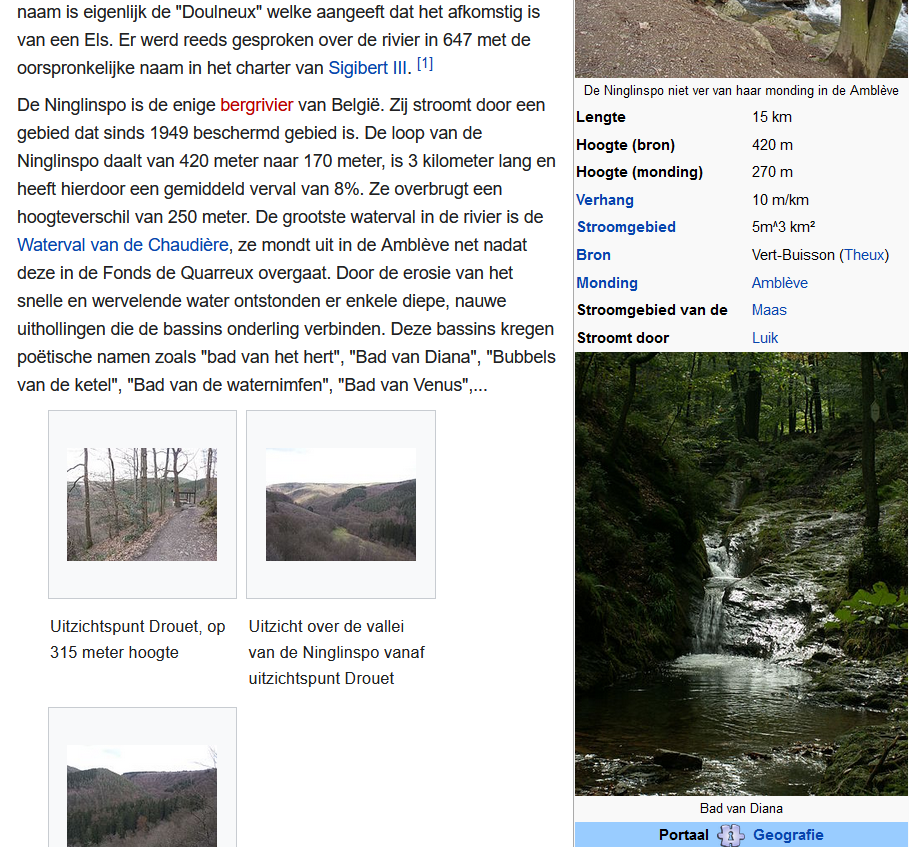 naam is eigenlijk de "Doulneux" welke aangeeft dat het afkomstig is
van een Els. Er werd reeds gesproken over de rivier in 647 met de
oorspronkelijke naam in het charter van Sigibert III. [1]
De Ninglinspo is de enige bergrivier van België. Zij stroomt door een
gebied dat sinds 1949 beschermd gebied is. De loop van de
Ninglinspo daalt van 420 meter naar 170 meter, is 3 kilometer lang en
heeft hierdoor een gemiddeld verval van 8%. Ze overbrugt een
hoogteverschil van 250 meter. De grootste waterval in de rivier is de
Waterval van de Chaudière, ze mondt uit in de Amblève net nadat
deze in de Fonds de Quarreux overgaat. Door de erosie van het
snelle en wervelende water ontstonden er enkele diepe, nauwe
uithollingen die de bassins onderling verbinden. Deze bassins kregen
poëtische namen zoals "bad van het hert", "Bad van Diana", "Bubbels
van de ketel", "Bad van de waternimfen", "Bad van Venus",...
Uitzichtspunt Drouet, op
315 meter hoogte
Uitzicht over de vallei
van de Ninglinspo vanaf
uitzichtspunt Drouet
De Ninglinspo niet ver van haar monding in de Amblève
Lengte 15 km
Hoogte (bron) 420 m
Hoogte (monding) 270 m
Verhang 10 m/km
Stroomgebied 5m^3 km²
Bron Vert-Buisson (Theux)
Monding Amblève
Stroomgebied van de Maas
Stroomt door Luik
Bad van Diana
Portaal Geografie